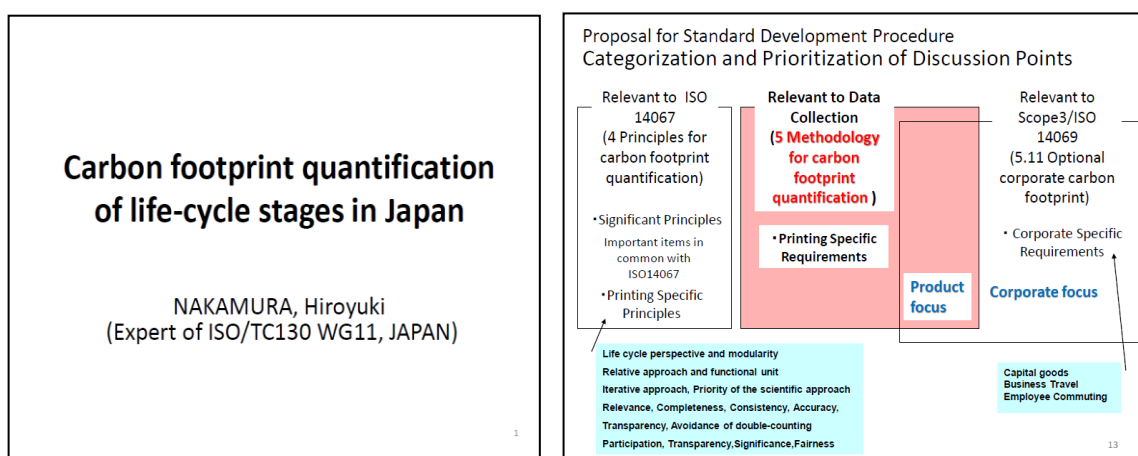 Carbon footprint quantification
of life-cycle stages in Japan
NAKAMURA, Hiroyuki
(Expert of ISO/TC130 WG11, JAPAN)
1
Proposal for Standard Development Procedure
Categorization and Prioritization of Discussion Points
Relevant to ISO
14067
(4 Principles for
carbon footprint
quantification)
・Significant Principles
Important items in
common with
ISO14067
・Printing Specific
Principles
Relevant to Data
Collection
(5 Methodology
for carbon
footprint
quantification )
・Printing Specific
Requirements
Product
focus
Relevant to
Scope3/ISO
14069
(5.11 Optional
corporate carbon
footprint)
・ Corporate Specific
Requirements
Corporate focus
Life cycle perspective and modularity
Relative approach and functional unit
Iterative approach, Priority of the scientific approach
Relevance, Completeness, Consistency, Accuracy,
Transparency, Avoidance of double-counting
Participation, Transparency,Significance,Fairness
Capital goods
Business Travel
Employee Commuting
13